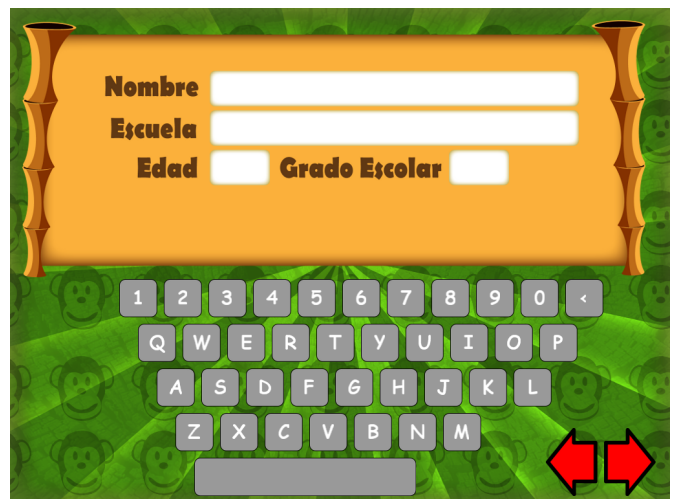 Nombre
Escuela
Edad Grado Escolar
1 2 3 4 5 6 7 8 9 0 <
Q W E R T Y U I O P
A S D F G H J K L
Z X C V B N M